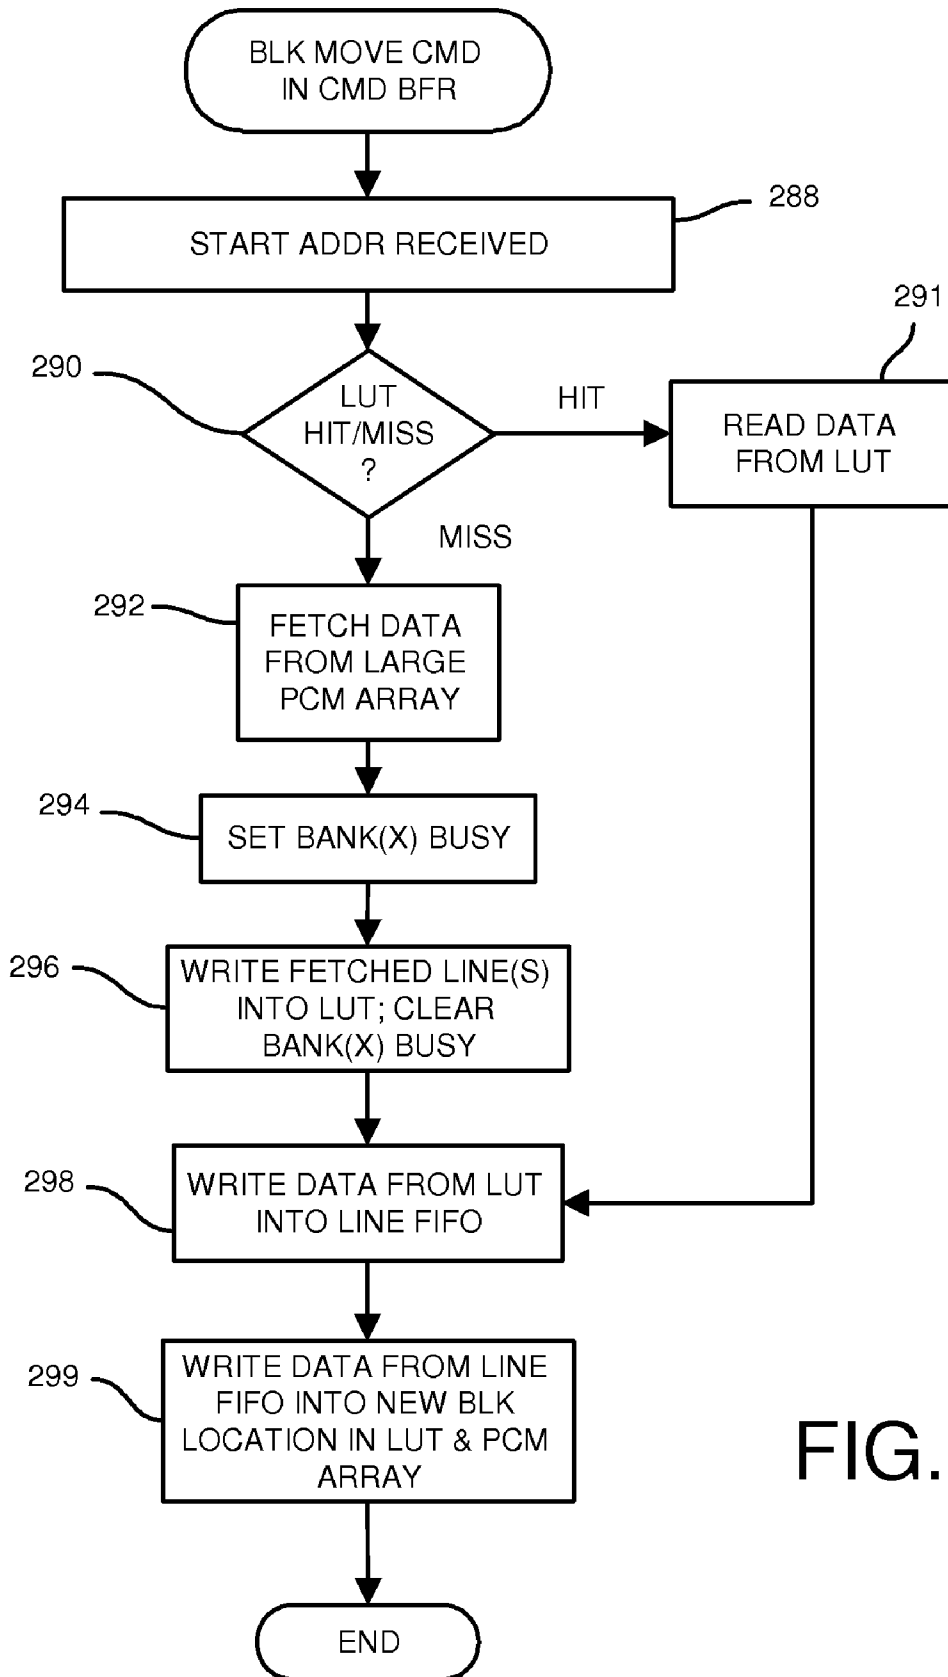 BLK MOVE CMD
IN CMD BFR
288
START ADDR RECEIVED
291
290
LUT
HIT/MISS
?
HIT
READ DATA
FROM LUT
MISS
292
FETCH DATA
FROM LARGE
PCM ARRAY
294
SET BANK(X) BUSY
296
WRITE FETCHED LINE(S)
INTO LUT; CLEAR
BANK(X) BUSY
298
WRITE DATA FROM LUT
INTO LINE FIFO
299
WRITE DATA FROM LINE
FIFO INTO NEW BLK
LOCATION IN LUT & PCM
ARRAY
FIG.
END